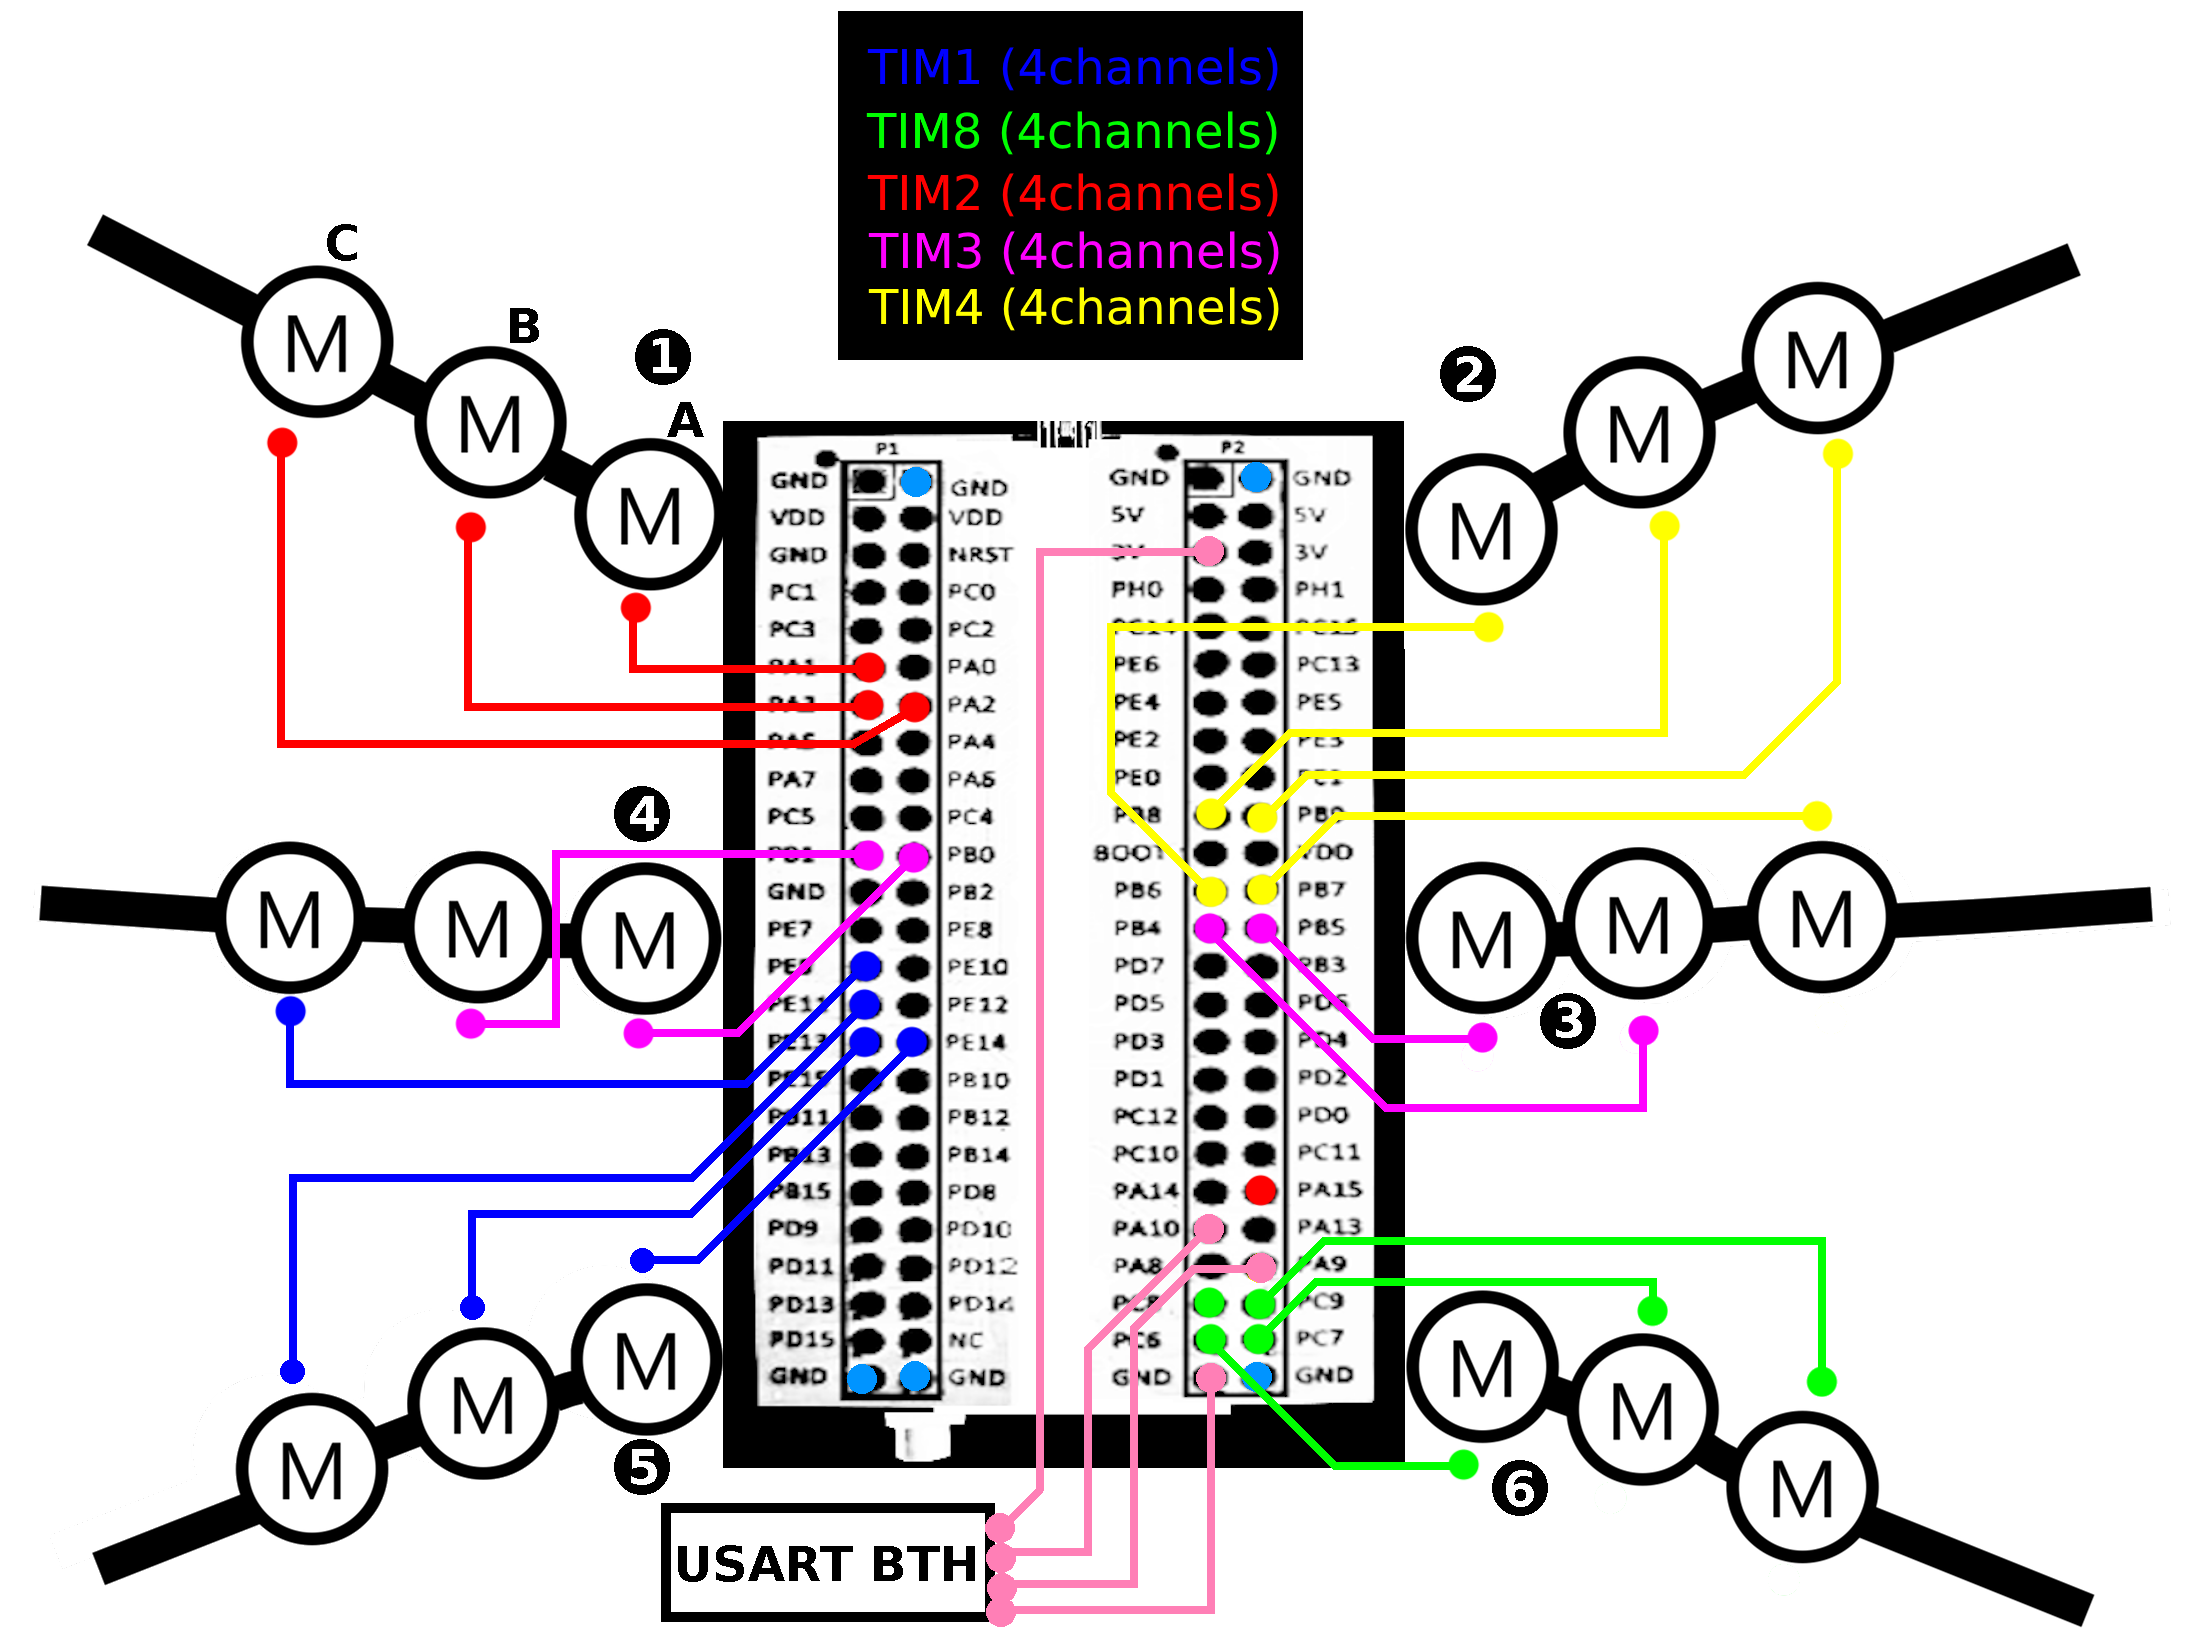 TIM1 (4channels)
TIM8 (4channels)
TIM2 (4channels)
TIM3 (4channels)
TIM4 (4channels)
C
B
1
A
2
M
M
M
M
M
M
P1
P2
GND GND GND GND
VDD VDD 5V 5V
GND NRST 3V 3V
PC1 PC0 PH0 PH1
PC3 PC2 PC14 PC15
PA1 PA0 PE6 PC13
PA3 PA2 PE4 PE5
PA5 PA4 PE2 PE3
PA7 PA6 PE0 PE1
PC5 PC4 PB8 PB9
PB1 PB0 BOOT VDD
GND PB2 PB6 PB7
PE7 PE8 PB4 PB5
PE9 PE10 PD7 PB3
PE11 PE12 PD5 PD6
PE13 PE14 PD3 PD4
PE15 PB10 PD1 PD2
PB11 PB12 PC12 PD0
PB13 PB14 PC10 PC11
PB15 PD8 PA14 PA15
PD9 PD10 PA10 PA13
PD11 PD12 PA8 PA9
PD13 PD14 PC8 PC9
PD15 NC PC6 PC7
GND GND GND GND
4
M
M
M
M
M
M
3
M
M
M
5
M
M
M
6
USART BTH